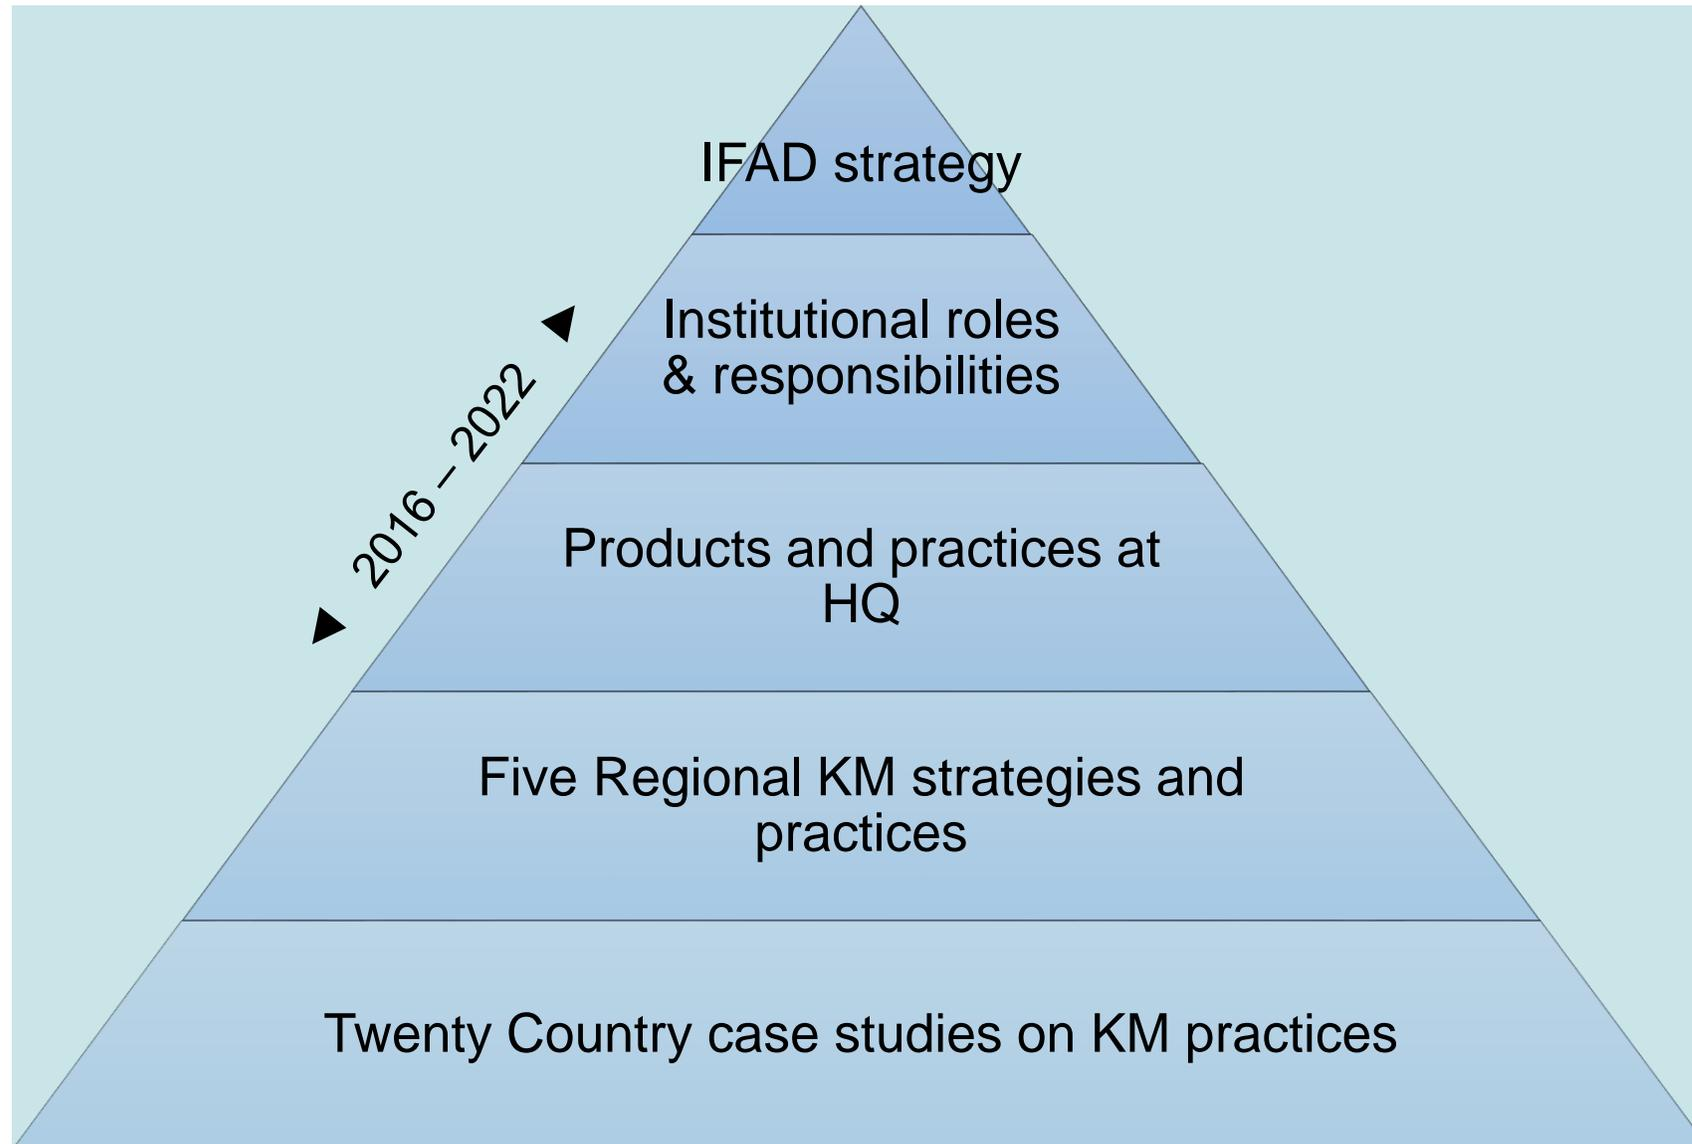 IFAD strategy
Institutional roles
& responsibilities
2016 – 2022
Products and practices at
HQ
Five Regional KM strategies and
practices
Twenty Country case studies on KM practices